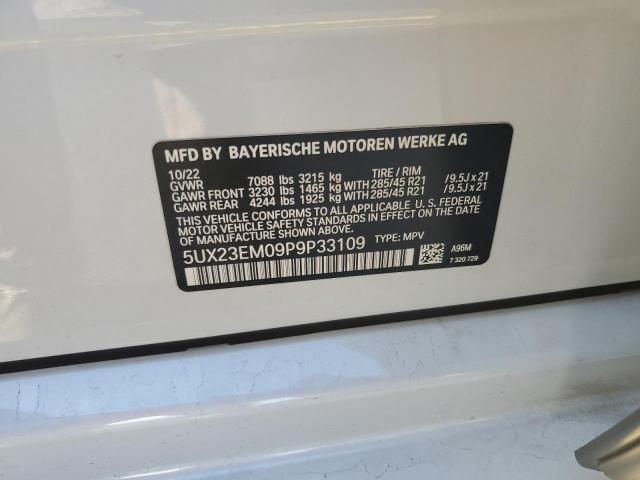 MFD BY BAYERISCHE MOTOREN WERKE AG
10/22
GVWR 7088 lbs 3215 kg TIRE / RIM
GAWR FRONT 3230 lbs 1465 kg WITH 285/45 R21 / 9.5J x 21
GAWR REAR 4244 lbs 1925 kg WITH 285/45 R21 / 9.5J x 21
THIS VEHICLE CONFORMS TO ALL APPLICABLE U. S. FEDERAL
MOTOR VEHICLE SAFETY STANDARDS IN EFFECT ON THE
DATE OF MANUFACTURE SHOWN ABOVE.
5UX23EM09P9P33109 TYPE: MPV
A96M
7 320 729